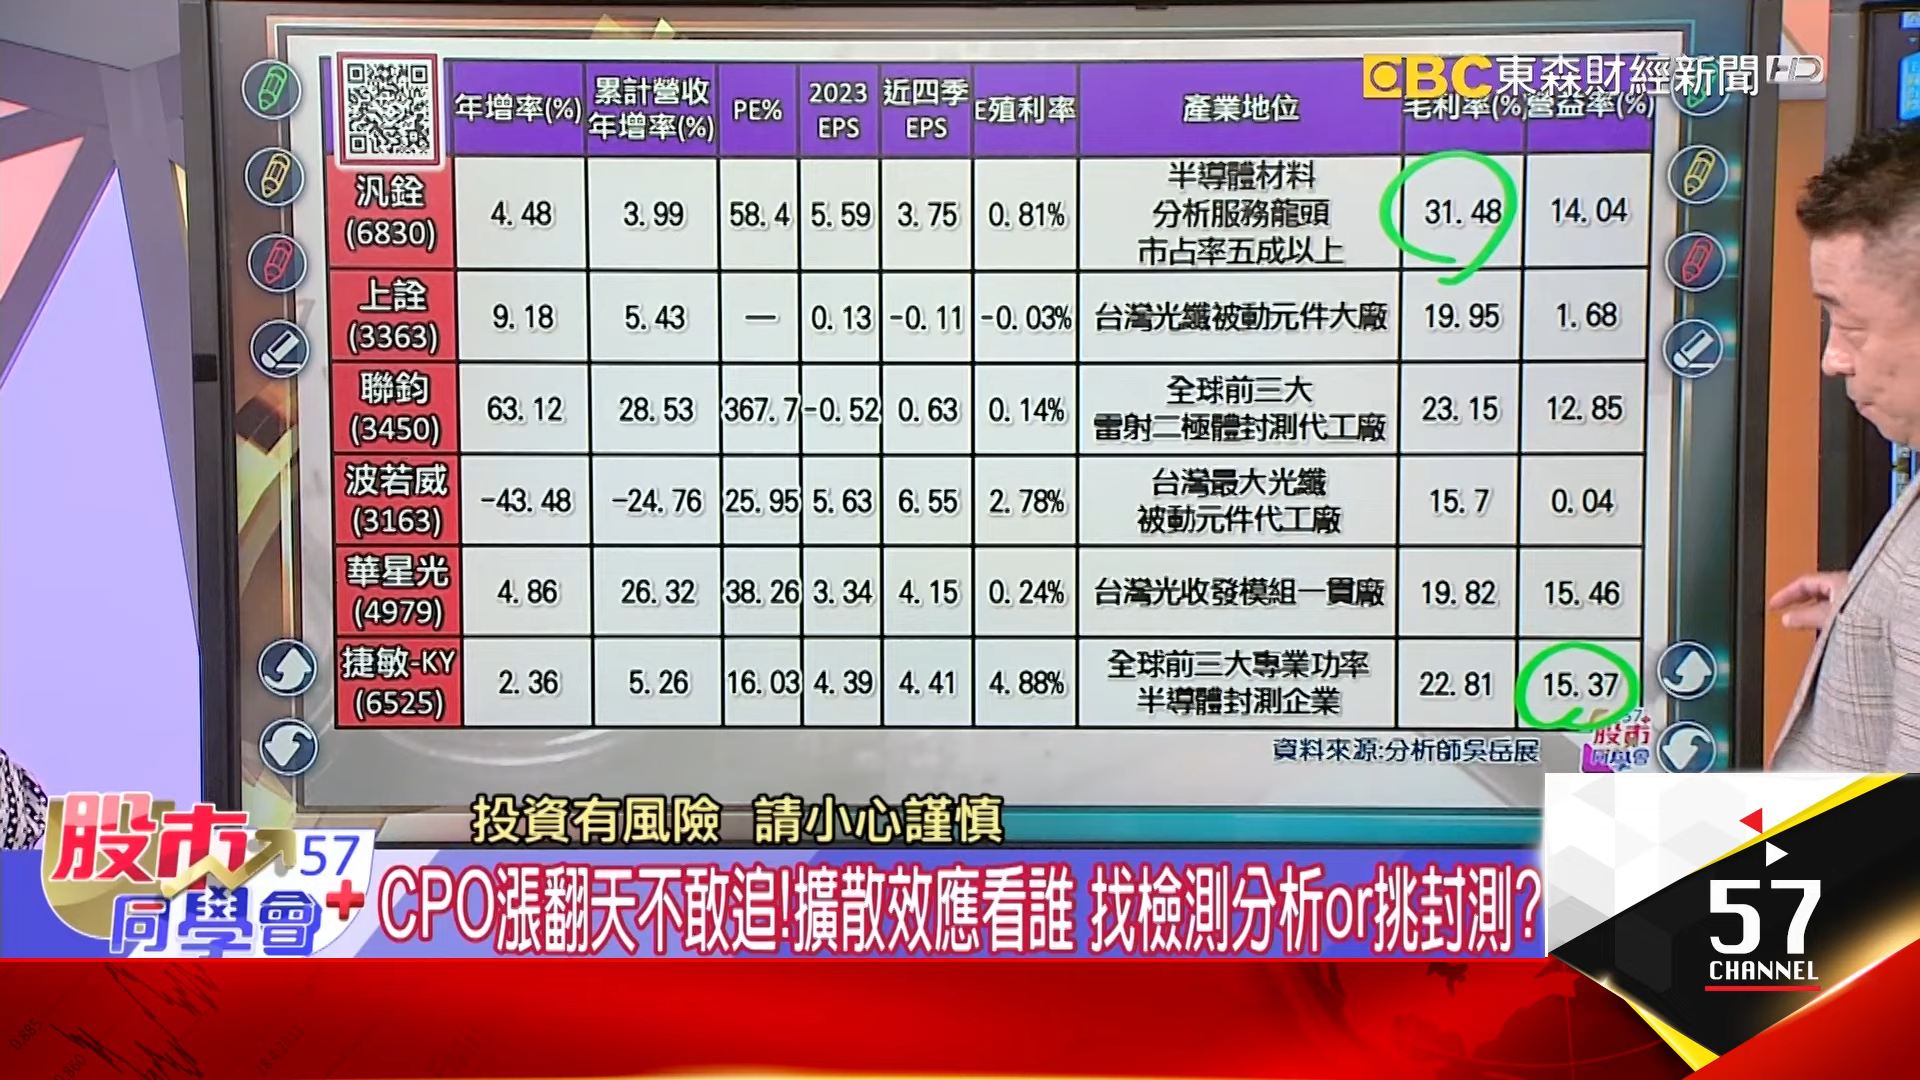 EBC 東森財經新聞 HD
年增率(%) 累計營收年增率(%) PE% 2023 EPS 近四季 EPS E殖利率 產業地位 毛利率(%) 營益率(%)
汎銓 (6830) 4.48 3.99 58.4 5.59 3.75 0.81% 半導體材料 分析服務龍頭 市占率五成以上 31.48 14.04
上詮 (3363) 9.18 5.43 — 0.13 -0.11 -0.03% 台灣光纖被動元件大廠 19.95 1.68
聯鈞 (3450) 63.12 28.53 367.7 -0.52 0.63 0.14% 全球前三大 雷射二極體封測代工廠 23.15 12.85
波若威 (3163) -43.48 -24.76 25.95 5.63 6.55 2.78% 台灣最大光纖 被動元件代工廠 15.7 0.04
華星光 (4979) 4.86 26.32 38.26 3.34 4.15 0.24% 台灣光收發模組一貫廠 19.82 15.46
捷敏-KY (6525) 2.36 5.26 16.03 4.39 4.41 4.88% 全球前三大專業功率 半導體封測企業 22.81 15.37
資料來源:分析師吳岳展
57+ 股市 同學會
投資有風險 請小心謹慎
股市 57 同學會+
CPO漲翻天不敢追!擴散效應看誰 找檢測分析or挑封測?
57
CHANNEL